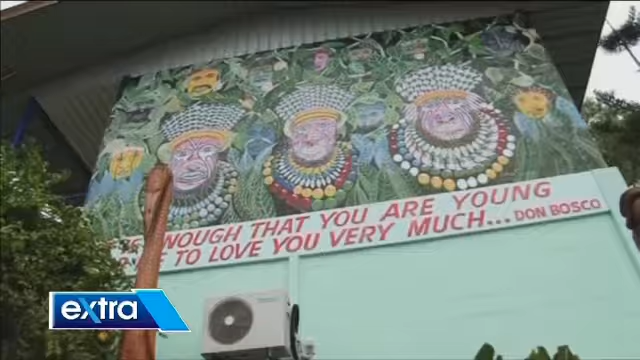 ENOUGH THAT YOU ARE YOUNG
TO LOVE YOU VERY MUCH... DON BOSCO
extra